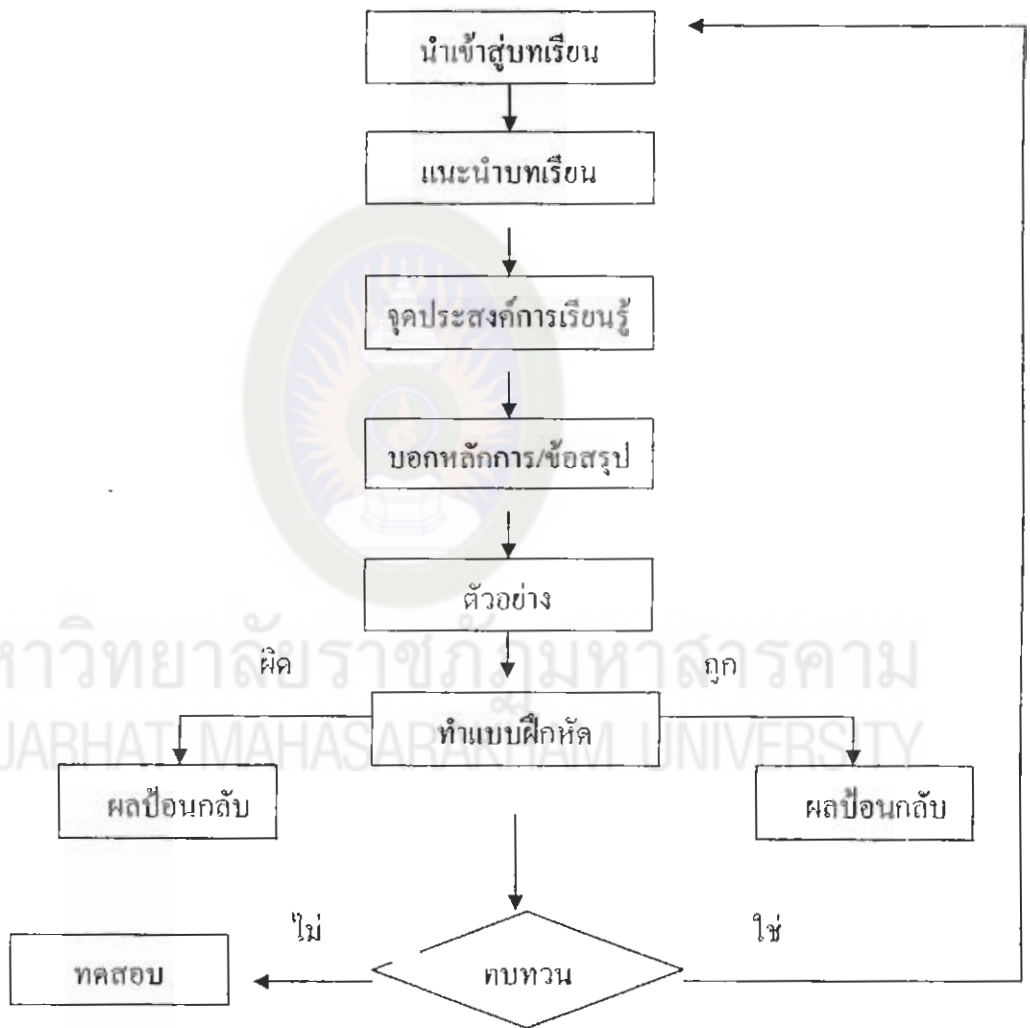 นำเข้าสู่บทเรียน
แนะนำบทเรียน
จุดประสงค์การเรียนรู้
บอกหลักการ/ข้อสรุป
ตัวอย่าง
หาวิทยาลัยราชภัฏมหาสารคาม
ผิด
ถูก
ทำแบบฝึกหัด
JABHAT MAHASARAKHAM UNIVERSITY
ผลป้อนกลับ
ผลป้อนกลับ
ไม่
ใช่
ทดสอบ
ทบทวน